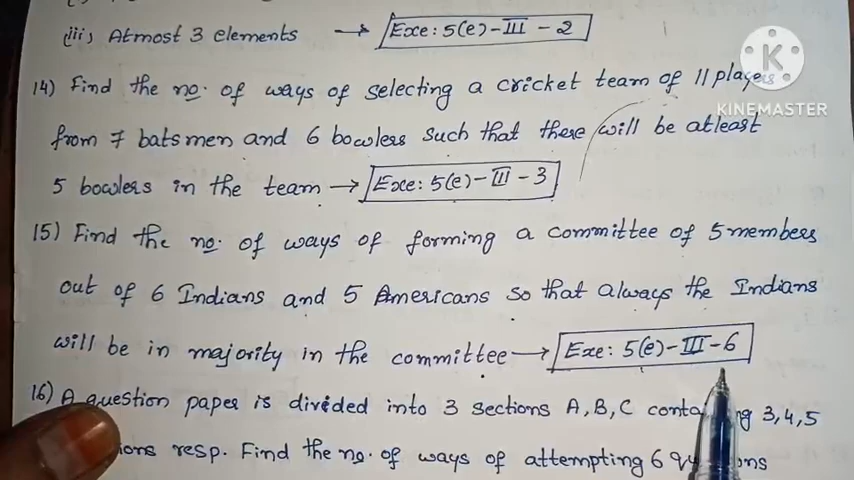 (iii) Atmost 3 elements → Exe: 5(e)-III-2
14) Find the no. of ways of selecting a cricket team of 11 players
KINEMASTER
from 7 batsmen and 6 bowlers such that there will be atleast
5 bowlers in the team → Exe: 5(e)-III-3
15) Find the no. of ways of forming a committee of 5 members
out of 6 Indians and 5 Americans so that always the Indians
will be in majority in the committee → Exe: 5(e)-III-6
16) A question paper is divided into 3 sections A, B, C containing 3, 4, 5
resp. Find the no. of ways of attempting 6